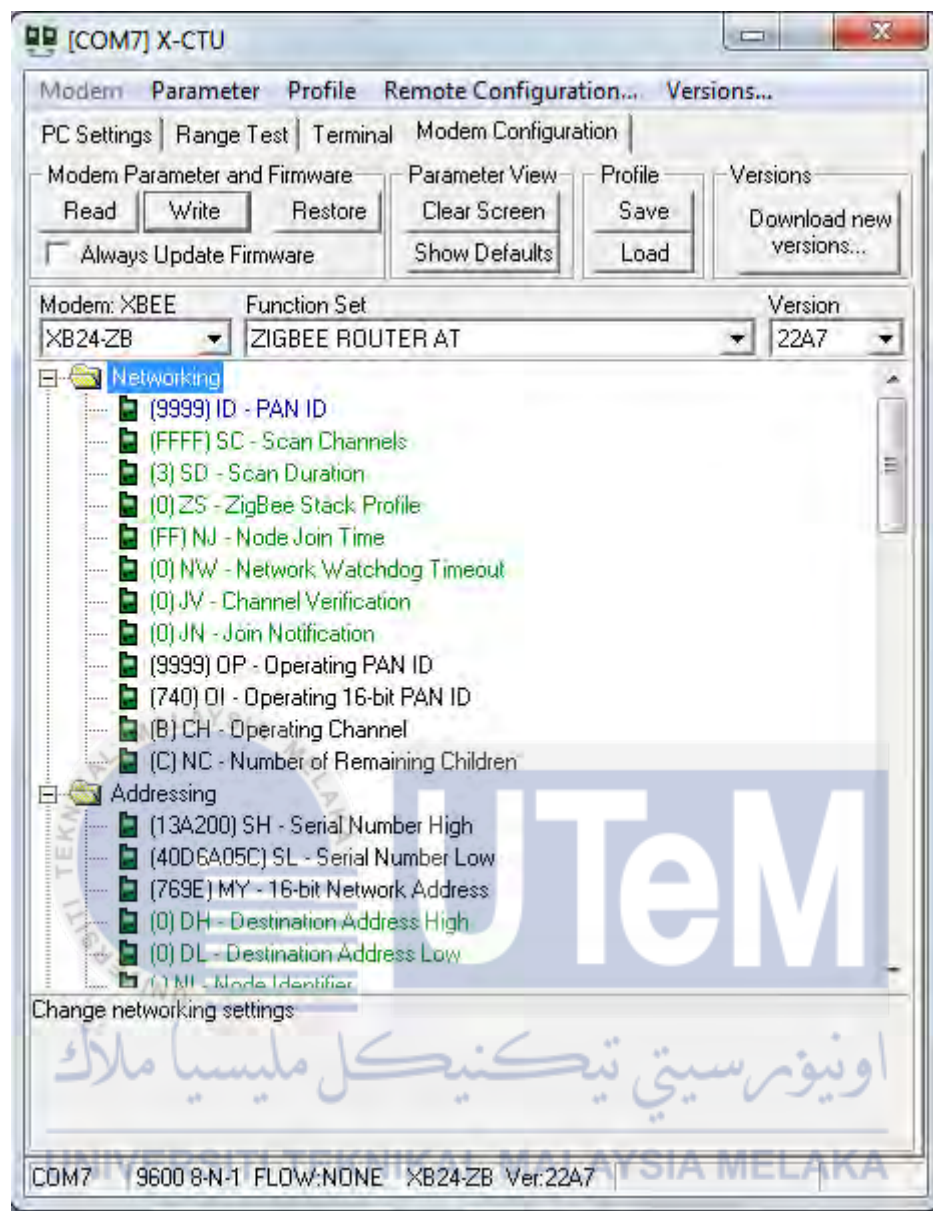 [COM7] X-CTU
Modem Parameter Profile Remote Configuration... Versions...
PC Settings Range Test Terminal Modem Configuration
Modem Parameter and Firmware Parameter View Profile Versions
Read Write Restore Clear Screen Save Download new versions...
Always Update Firmware Show Defaults Load
Modem: XBEE Function Set Version
XB24-ZB ZIGBEE ROUTER AT 22A7
Networking
(9999) ID - PAN ID
(FFFF) SC - Scan Channels
(3) SD - Scan Duration
(0) ZS - ZigBee Stack Profile
(FF) NJ - Node Join Time
(0) NW - Network Watchdog Timeout
(0) JV - Channel Verification
(0) JN - Join Notification
(9999) OP - Operating PAN ID
(740) OI - Operating 16-bit PAN ID
(B) CH - Operating Channel
(C) NC - Number of Remaining Children
Addressing
(13A200) SH - Serial Number High
(40D6A05C) SL - Serial Number Low
(769E) MY - 16-bit Network Address
(0) DH - Destination Address High
(0) DL - Destination Address Low
( ) NI - Node Identifier
Change networking settings
UTeM
اونيۏرسيتي تيكنيكل مليسيا ملاك
UNIVERSITI TEKNIKAL MALAYSIA MELAKA
COM7 9600 8-N-1 FLOW:NONE XB24-ZB Ver:22A7